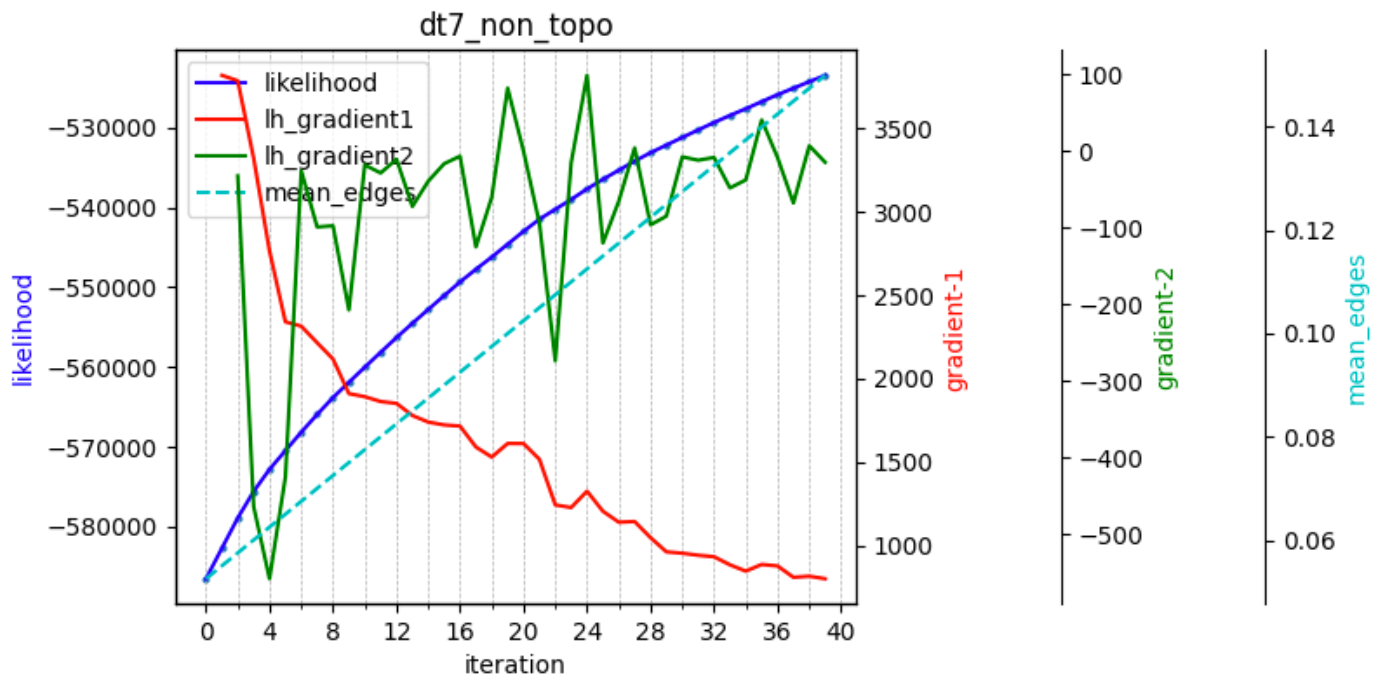 dt7_non_topo
likelihood
lh_gradient1
lh_gradient2
mean_edges
−530000
−540000
−550000
−560000
−570000
−580000
likelihood
0 4 8 12 16 20 24 28 32 36 40
iteration
3500
3000
2500
2000
1500
1000
gradient-1
100
0
−100
−200
−300
−400
−500
gradient-2
0.14
0.12
0.10
0.08
0.06
mean_edges